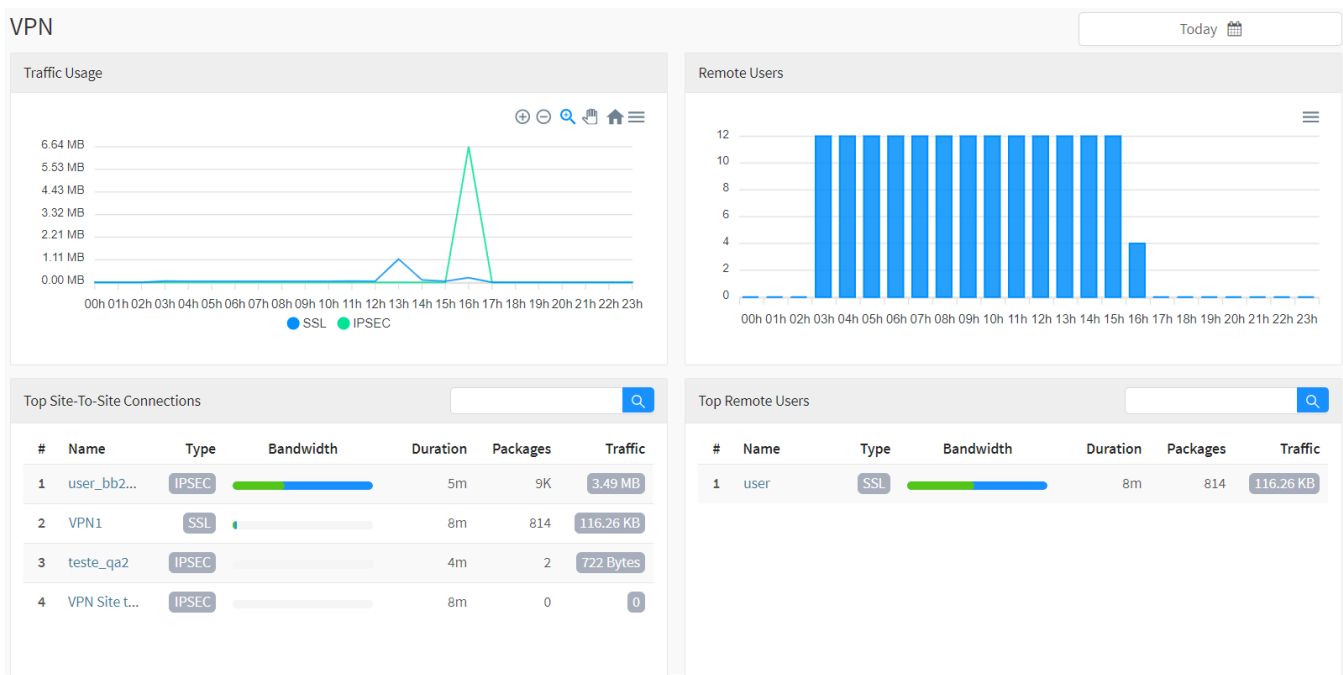 VPN
Today
Traffic Usage
6.64 MB
5.53 MB
4.43 MB
3.32 MB
2.21 MB
1.11 MB
0.00 MB
00h 01h 02h 03h 04h 05h 06h 07h 08h 09h 10h 11h 12h 13h 14h 15h 16h 17h 18h 19h 20h 21h 22h 23h
SSL IPSEC
Remote Users
12
10
8
6
4
2
0
00h 01h 02h 03h 04h 05h 06h 07h 08h 09h 10h 11h 12h 13h 14h 15h 16h 17h 18h 19h 20h 21h 22h 23h
Top Site-To-Site Connections
# Name Type Bandwidth Duration Packages Traffic
1 user_bb2... IPSEC 5m 9K 3.49 MB
2 VPN1 SSL 8m 814 116.26 KB
3 teste_qa2 IPSEC 4m 2 722 Bytes
4 VPN Site t... IPSEC 8m 0 0
Top Remote Users
# Name Type Bandwidth Duration Packages Traffic
1 user SSL 8m 814 116.26 KB